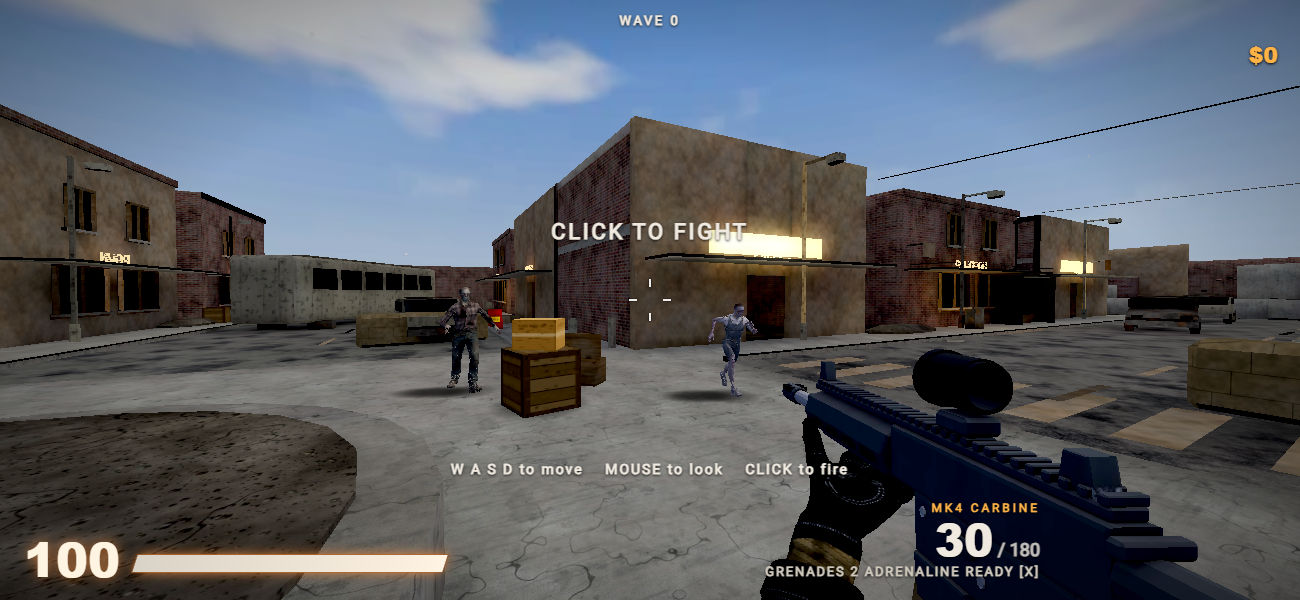 WAVE 0
$0
CLICK TO FIGHT
W A S D to move MOUSE to look CLICK to fire
MK4 CARBINE
30 / 180
100
GRENADES 2 ADRENALINE READY [X]